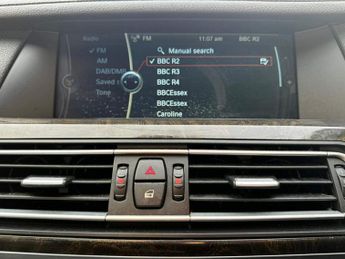 Radio FM 11:07 am BBC R2
FM
AM
DAB/DMB
Saved s
Tone
Manual search
BBC R2
BBC R3
BBC R4
BBCEssex
BBCEssex
Caroline